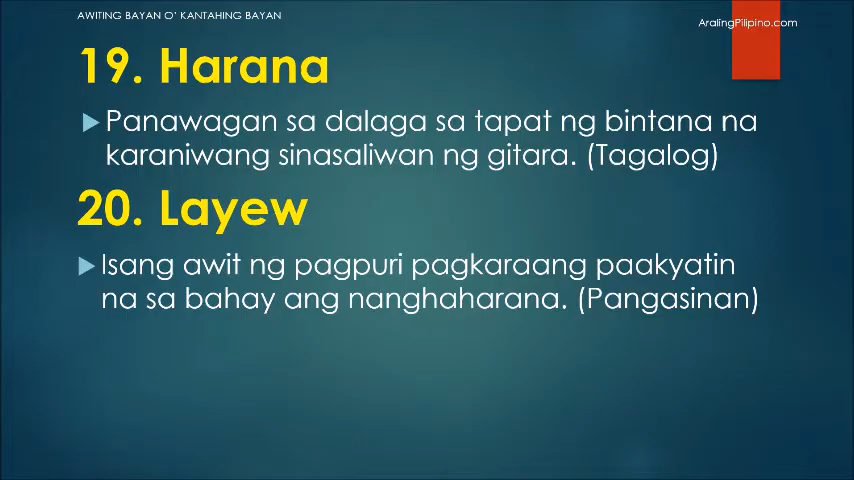 AWITING BAYAN O' KANTAHING BAYAN
AralingPilipino.com
19. Harana
Panawagan sa dalaga sa tapat ng bintana na
karaniwang sinasaliwan ng gitara. (Tagalog)
20. Layew
Isang awit ng pagpuri pagkaraang paakyatin
na sa bahay ang nanghaharana. (Pangasinan)